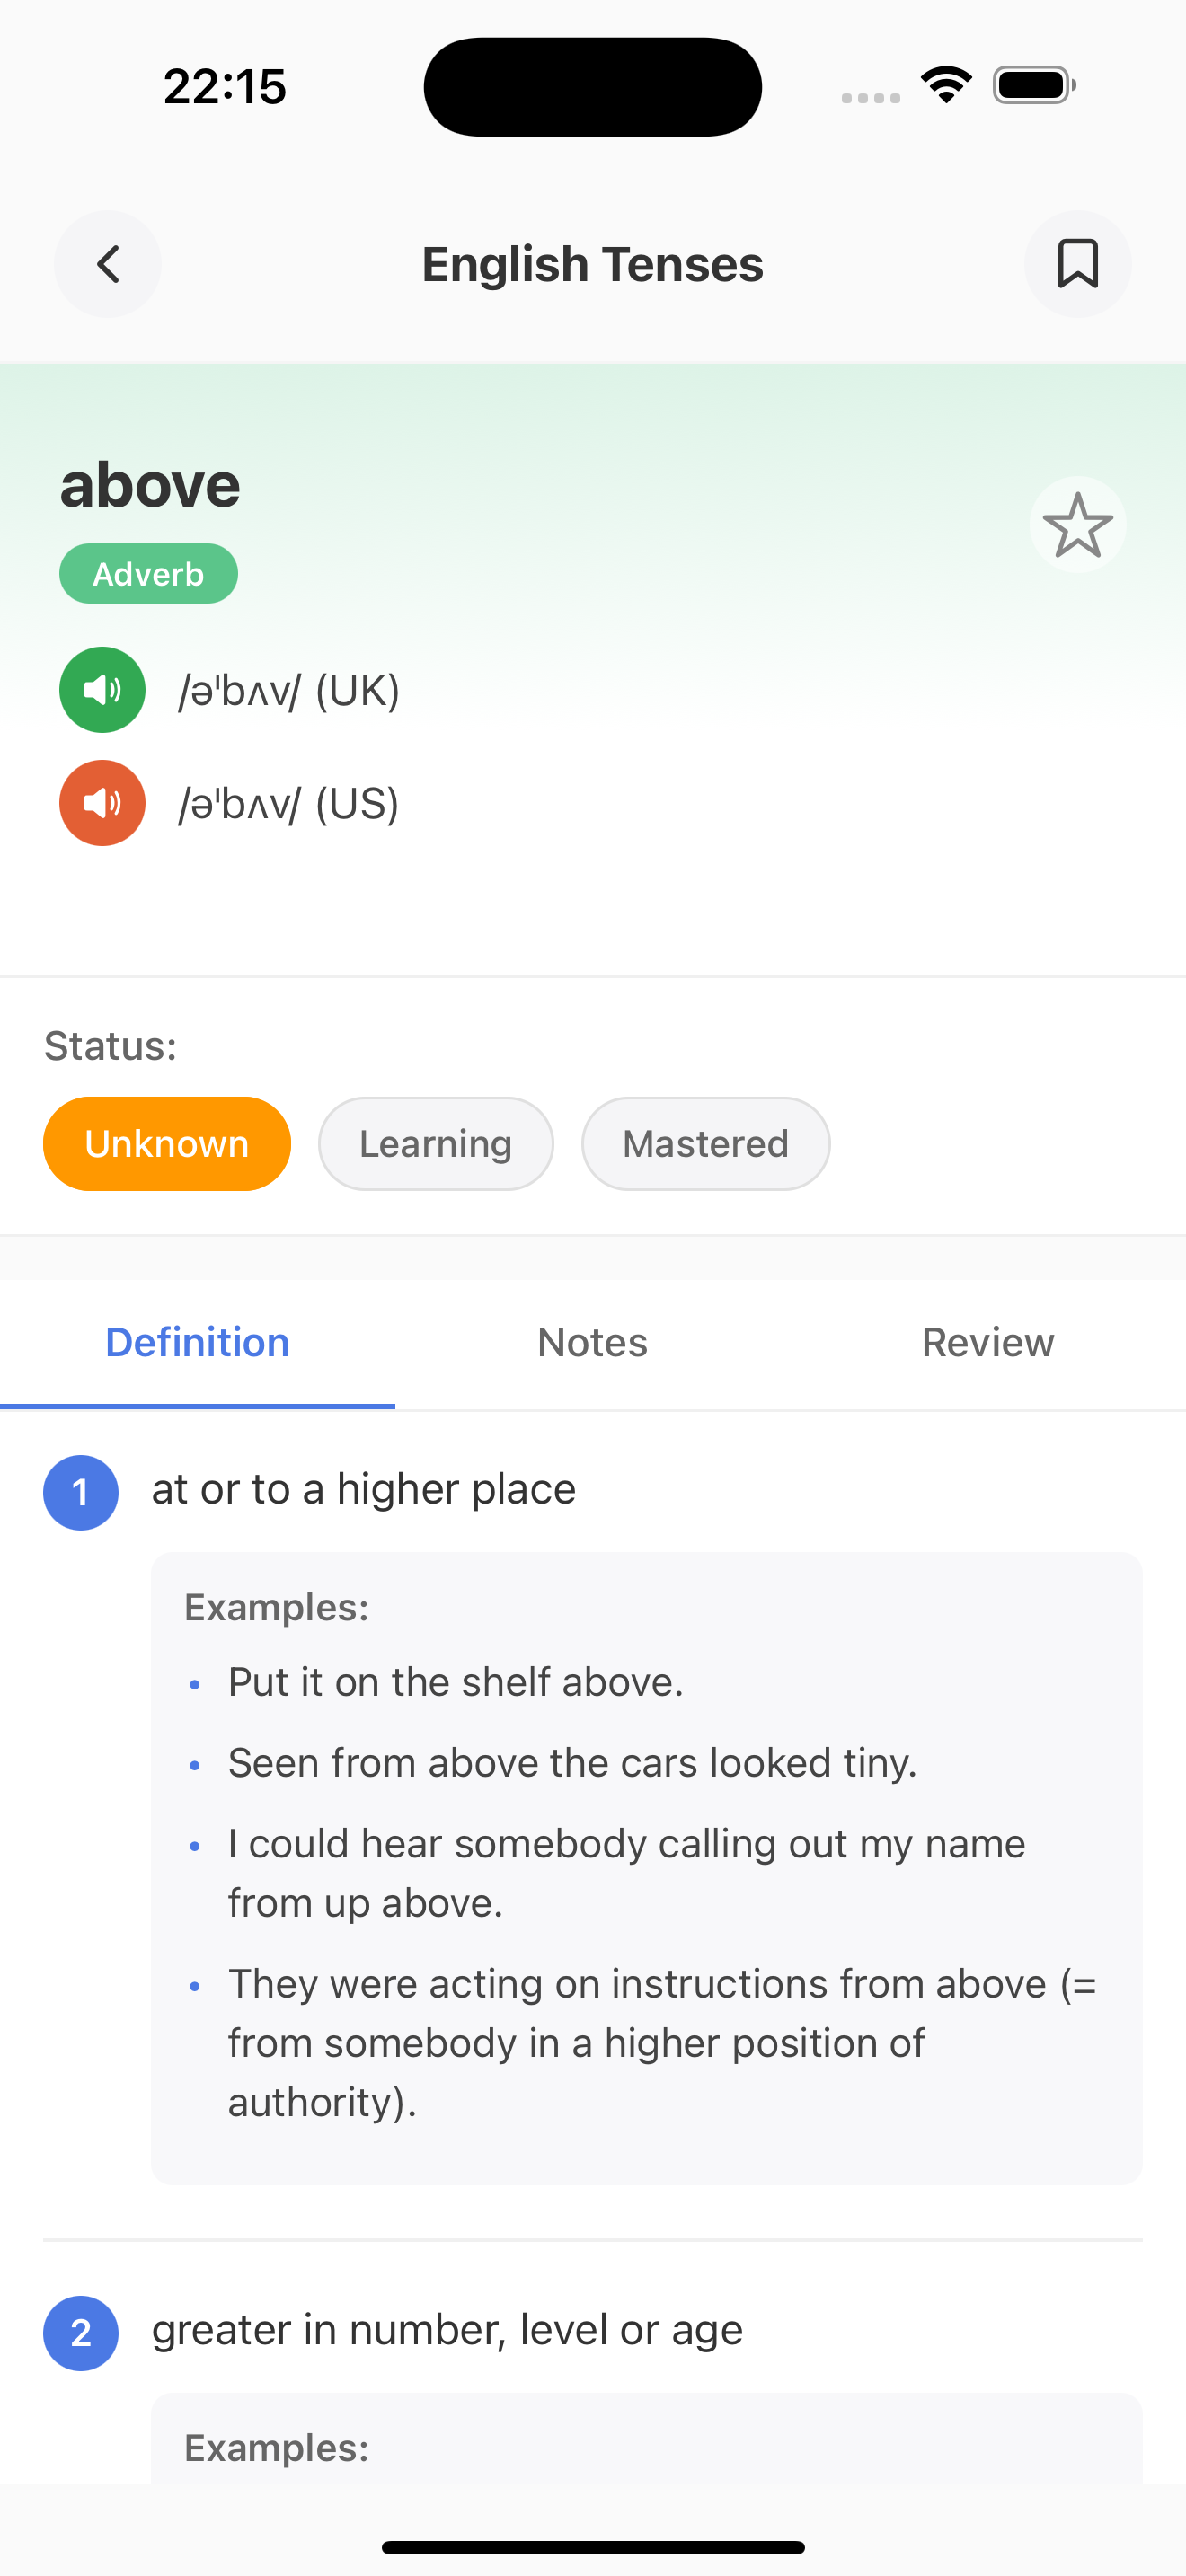 22:15
English Tenses
above
Adverb
/əˈbʌv/ (UK)
/əˈbʌv/ (US)
Status:
Unknown
Learning
Mastered
Definition
Notes
Review
1
at or to a higher place
Examples:
• Put it on the shelf above.
• Seen from above the cars looked tiny.
• I could hear somebody calling out my name
from up above.
• They were acting on instructions from above (=
from somebody in a higher position of
authority).
2
greater in number, level or age
Examples: